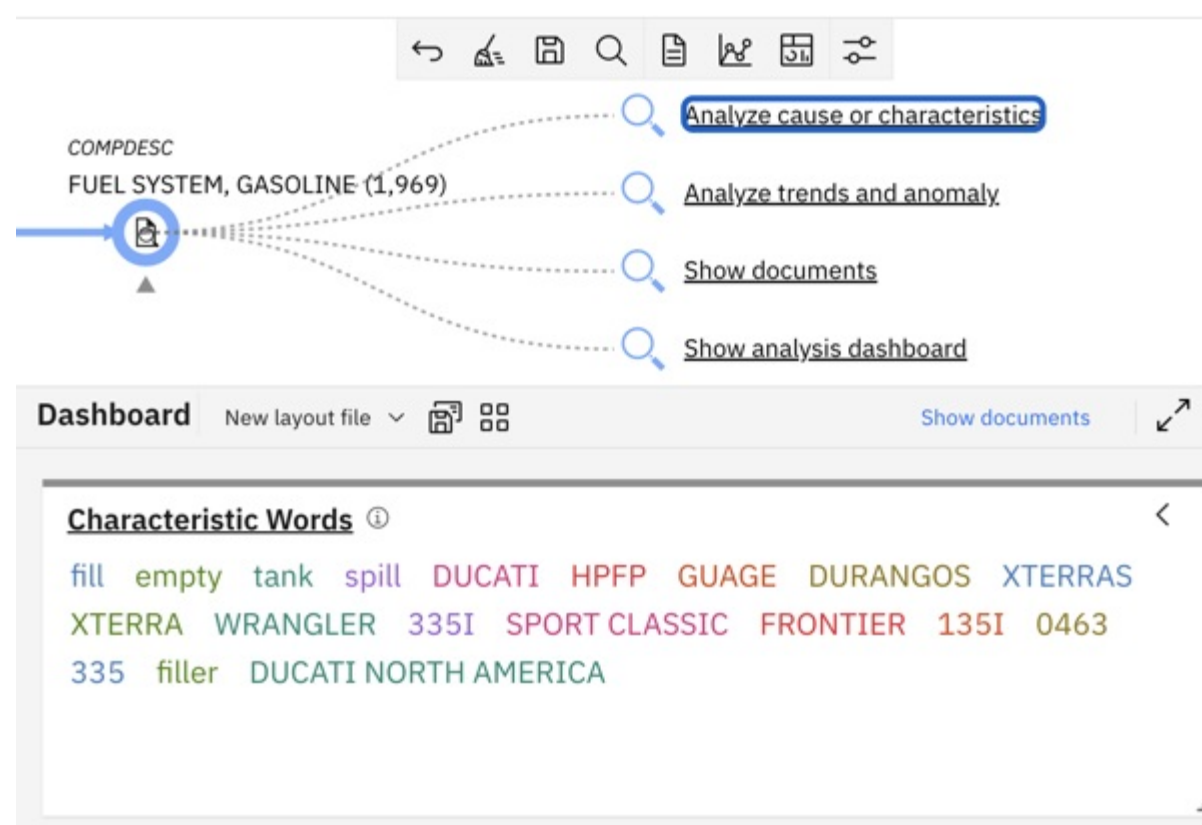 Analyze cause or characteristics
COMPDESC
FUEL SYSTEM, GASOLINE (1,969)
Analyze trends and anomaly
Show documents
Show analysis dashboard
Dashboard New layout file Show documents
Characteristic Words
fill empty tank spill DUCATI HPFP GUAGE DURANGOS XTERRAS
XTERRA WRANGLER 335I SPORT CLASSIC FRONTIER 135I 0463
335 filler DUCATI NORTH AMERICA